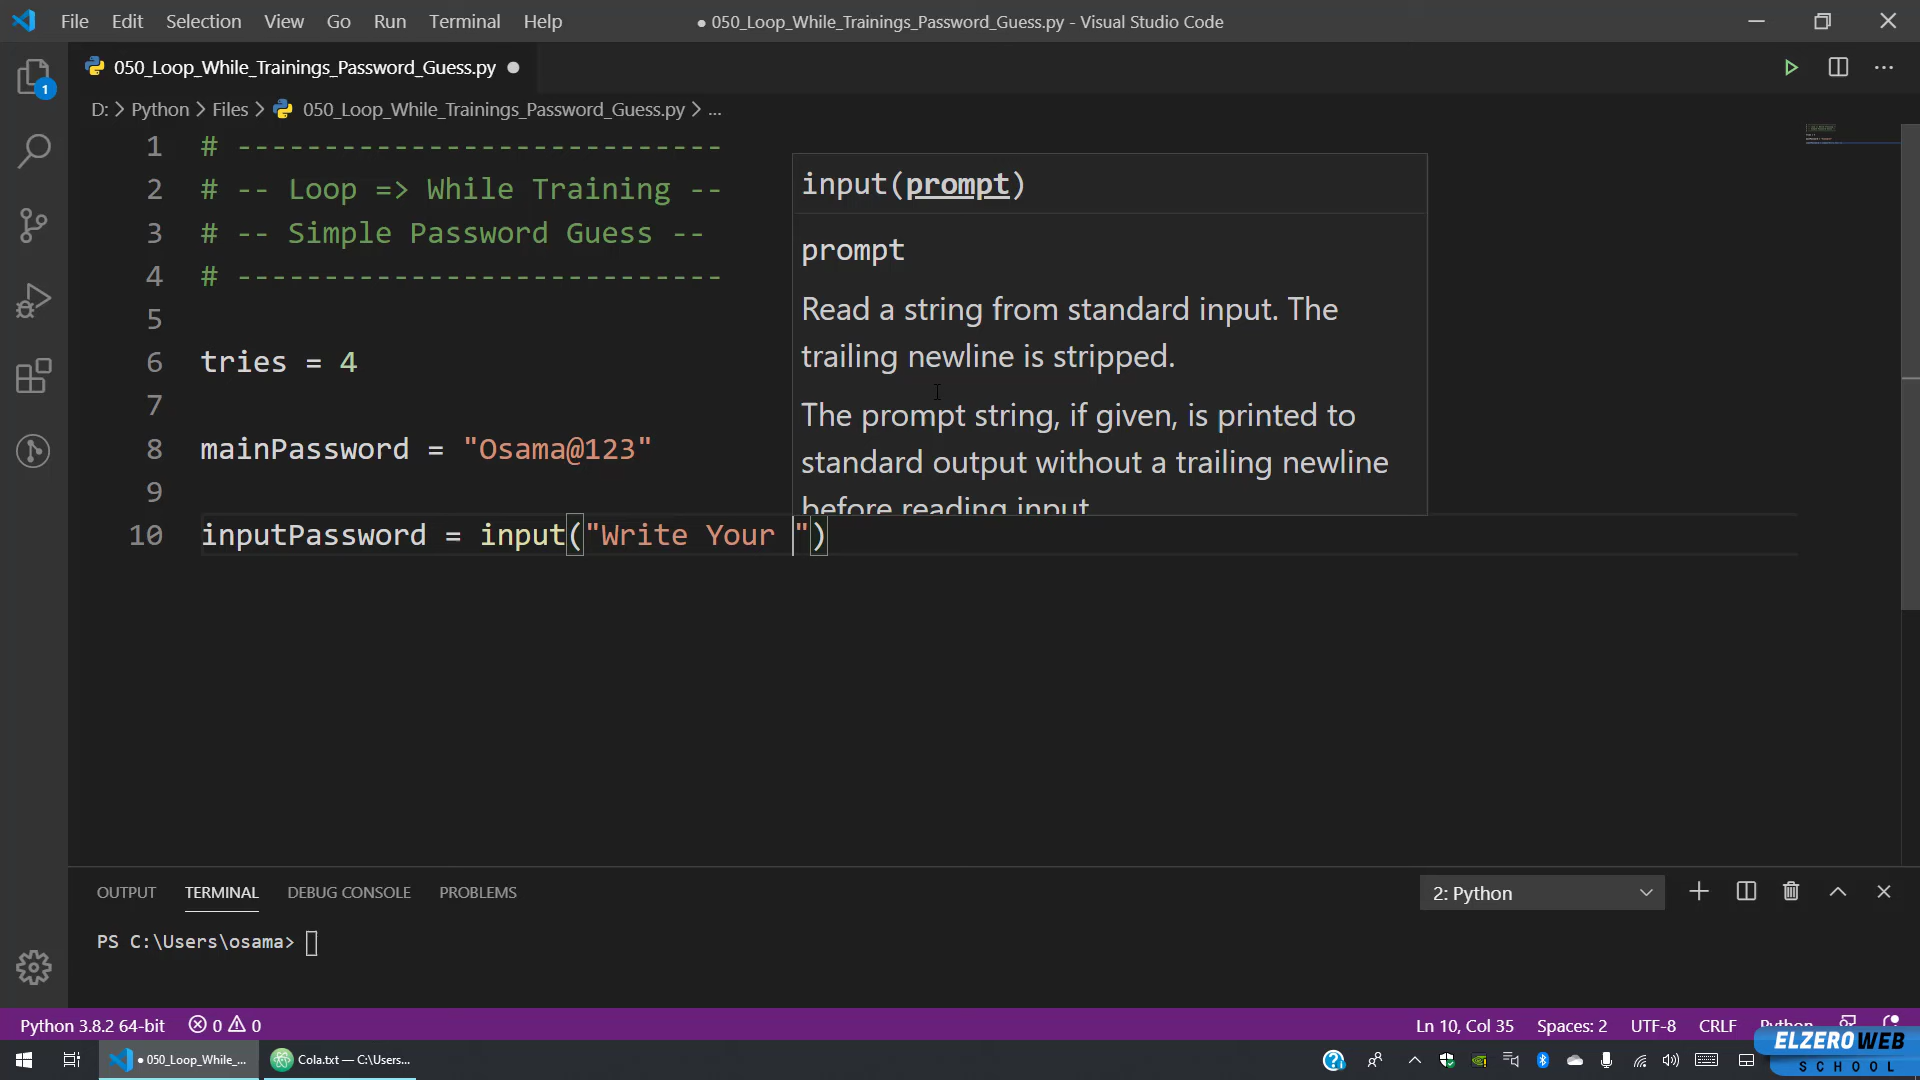 File Edit Selection View Go Run Terminal Help
● 050_Loop_While_Trainings_Password_Guess.py - Visual Studio Code
050_Loop_While_Trainings_Password_Guess.py ●
D: > Python > Files > 050_Loop_While_Trainings_Password_Guess.py > ...
1
1 # ----------------------------
2 # -- Loop => While Training --
3 # -- Simple Password Guess --
4 # ----------------------------
5
6 tries = 4
7
8 mainPassword = "Osama@123"
9
10 inputPassword = input("Write Your ")
input(prompt)
prompt
Read a string from standard input. The
trailing newline is stripped.
The prompt string, if given, is printed to
standard output without a trailing newline
before reading input.
OUTPUT TERMINAL DEBUG CONSOLE PROBLEMS
2: Python
PS C:\Users\osama>
Python 3.8.2 64-bit 0 0
Ln 10, Col 35 Spaces: 2 UTF-8 CRLF Python
● 050_Loop_While_...
Cola.txt — C:\Users...
ELZEROWEB
SCHOOL